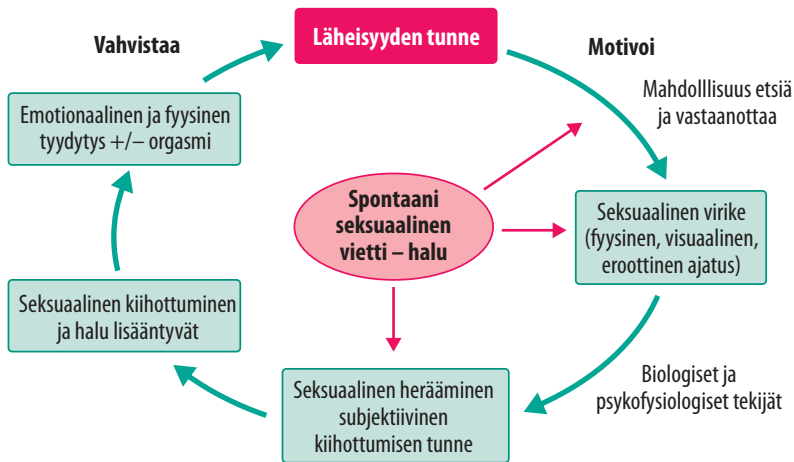 Vahvistaa
Läheisyyden tunne
Motivoi
Mahdolllisuus etsiä
ja vastaanottaa
Emotionaalinen ja fyysinen
tyydytys +/– orgasmi
Spontaani
seksuaalinen
vietti – halu
Seksuaalinen virike
(fyysinen, visuaalinen,
eroottinen ajatus)
Seksuaalinen kiihottuminen
ja halu lisääntyvät
Biologiset ja
psykofysiologiset tekijät
Seksuaalinen herääminen
subjektiivinen
kiihottumisen tunne